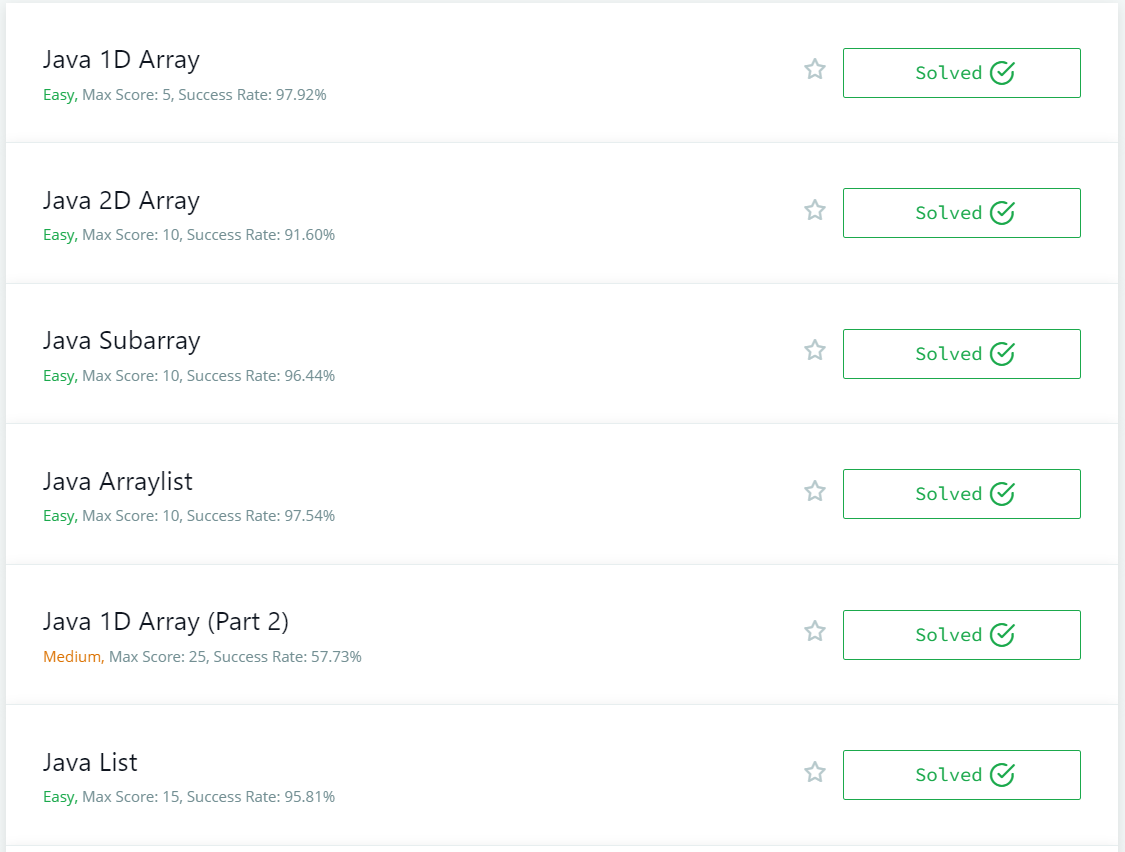 Java 1D Array
Easy, Max Score: 5, Success Rate: 97.92%
Solved
Java 2D Array
Easy, Max Score: 10, Success Rate: 91.60%
Solved
Java Subarray
Easy, Max Score: 10, Success Rate: 96.44%
Solved
Java Arraylist
Easy, Max Score: 10, Success Rate: 97.54%
Solved
Java 1D Array (Part 2)
Medium, Max Score: 25, Success Rate: 57.73%
Solved
Java List
Easy, Max Score: 15, Success Rate: 95.81%
Solved